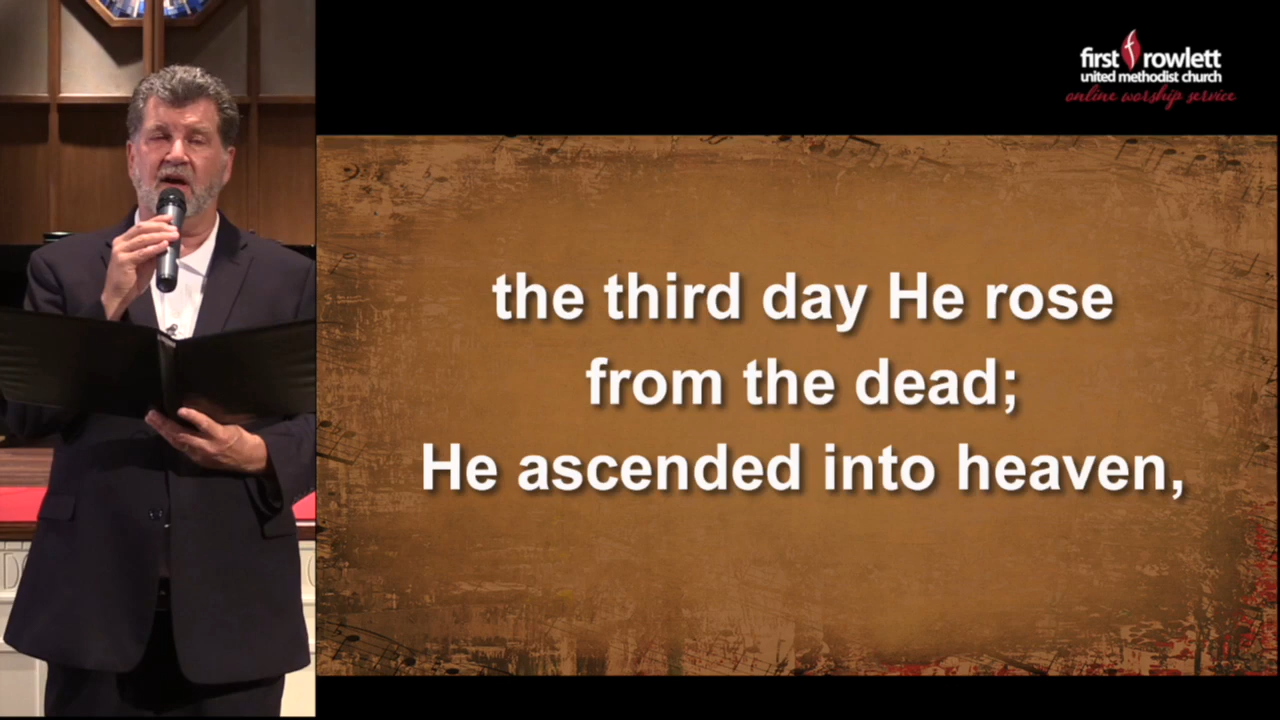 first rowlett
united methodist church
online worship service
the third day He rose
from the dead;
He ascended into heaven,